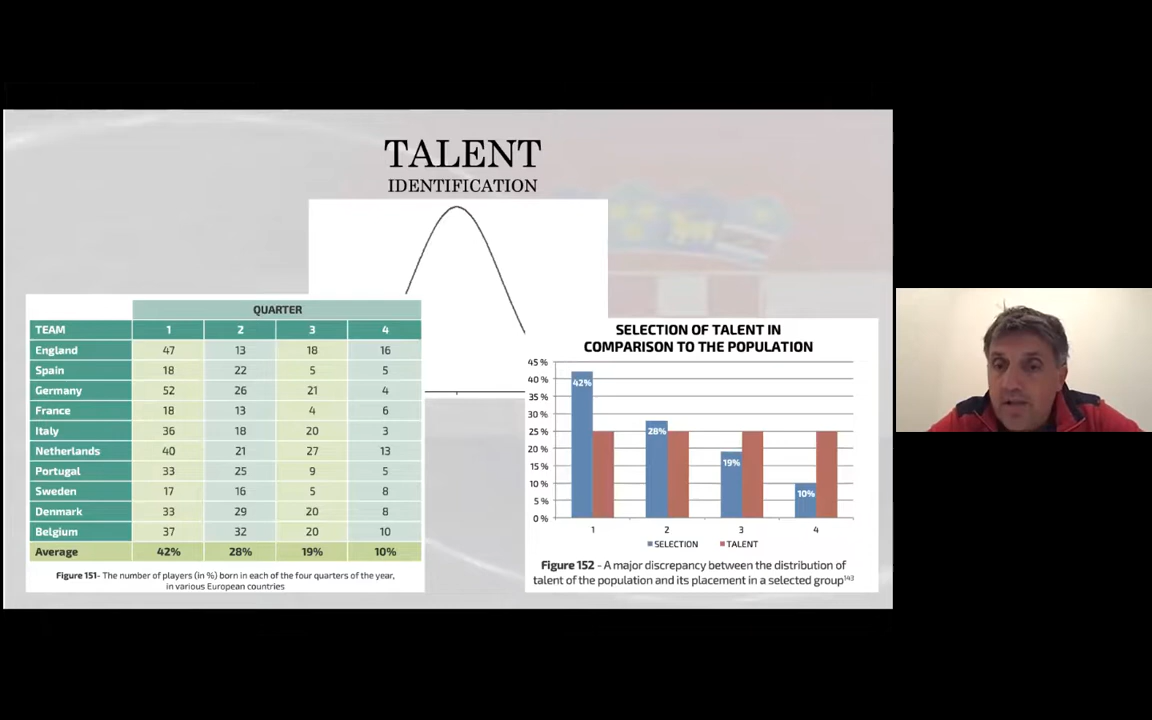 TALENT
IDENTIFICATION
QUARTER
TEAM 1 2 3 4
England 47 13 18 16
Spain 18 22 5 5
Germany 52 26 21 4
France 18 13 4 6
Italy 36 18 20 3
Netherlands 40 21 27 13
Portugal 33 25 9 5
Sweden 17 16 5 8
Denmark 33 29 20 8
Belgium 37 32 20 10
Average 42% 28% 19% 10%
Figure 151- The number of players (in %) born in each of the four quarters of the year,
in various European countries
SELECTION OF TALENT IN
COMPARISON TO THE POPULATION
45 %
40 %
35 %
30 %
25 %
20 %
15 %
10 %
5 %
0 %
42%
28%
19%
10%
1 2 3 4
SELECTION TALENT
Figure 152 - A major discrepancy between the distribution of
talent of the population and its placement in a selected group143